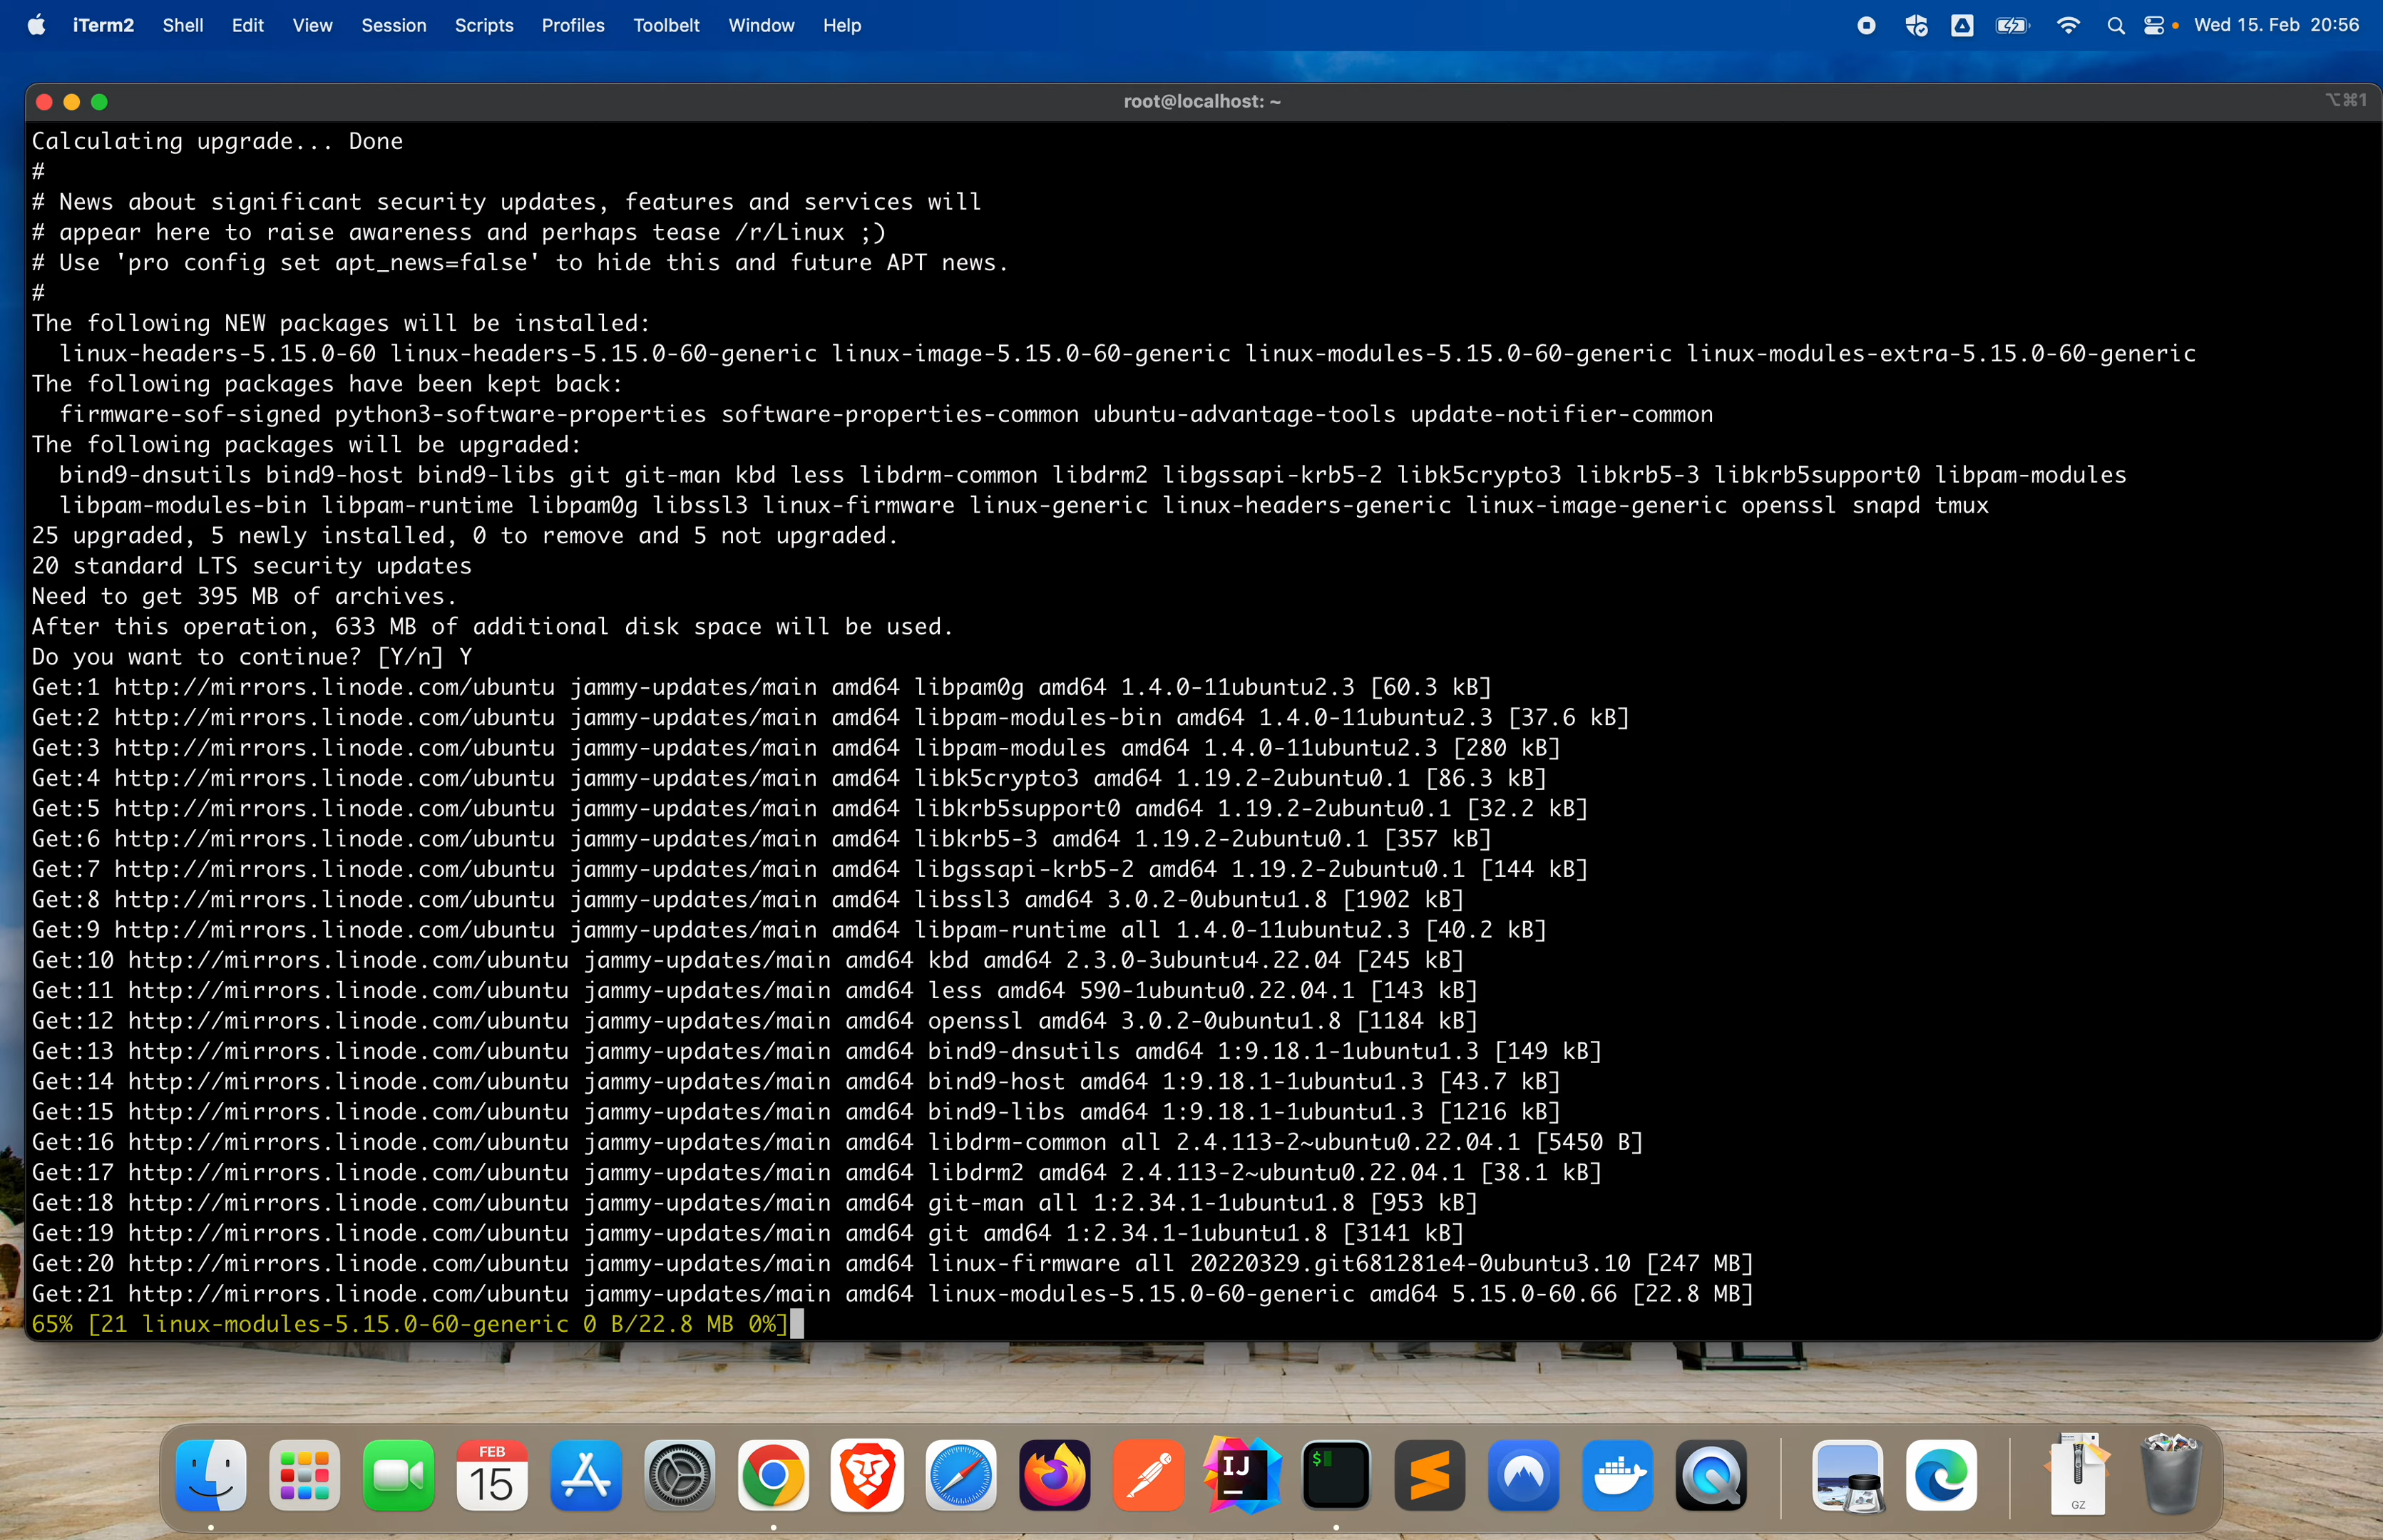 iTerm2 Shell Edit View Session Scripts Profiles Toolbelt Window Help Wed 15. Feb 20:56
root@localhost: ~ ⌥⌘1
Calculating upgrade... Done
#
# News about significant security updates, features and services will
# appear here to raise awareness and perhaps tease /r/Linux ;)
# Use 'pro config set apt_news=false' to hide this and future APT news.
#
The following NEW packages will be installed:
linux-headers-5.15.0-60 linux-headers-5.15.0-60-generic linux-image-5.15.0-60-generic linux-modules-5.15.0-60-generic linux-modules-extra-5.15.0-60-generic
The following packages have been kept back:
firmware-sof-signed python3-software-properties software-properties-common ubuntu-advantage-tools update-notifier-common
The following packages will be upgraded:
bind9-dnsutils bind9-host bind9-libs git git-man kbd less libdrm-common libdrm2 libgssapi-krb5-2 libk5crypto3 libkrb5-3 libkrb5support0 libpam-modules
libpam-modules-bin libpam-runtime libpam0g libssl3 linux-firmware linux-generic linux-headers-generic linux-image-generic openssl snapd tmux
25 upgraded, 5 newly installed, 0 to remove and 5 not upgraded.
20 standard LTS security updates
Need to get 395 MB of archives.
After this operation, 633 MB of additional disk space will be used.
Do you want to continue? [Y/n] Y
Get:1 http://mirrors.linode.com/ubuntu jammy-updates/main amd64 libpam0g amd64 1.4.0-11ubuntu2.3 [60.3 kB]
Get:2 http://mirrors.linode.com/ubuntu jammy-updates/main amd64 libpam-modules-bin amd64 1.4.0-11ubuntu2.3 [37.6 kB]
Get:3 http://mirrors.linode.com/ubuntu jammy-updates/main amd64 libpam-modules amd64 1.4.0-11ubuntu2.3 [280 kB]
Get:4 http://mirrors.linode.com/ubuntu jammy-updates/main amd64 libk5crypto3 amd64 1.19.2-2ubuntu0.1 [86.3 kB]
Get:5 http://mirrors.linode.com/ubuntu jammy-updates/main amd64 libkrb5support0 amd64 1.19.2-2ubuntu0.1 [32.2 kB]
Get:6 http://mirrors.linode.com/ubuntu jammy-updates/main amd64 libkrb5-3 amd64 1.19.2-2ubuntu0.1 [357 kB]
Get:7 http://mirrors.linode.com/ubuntu jammy-updates/main amd64 libgssapi-krb5-2 amd64 1.19.2-2ubuntu0.1 [144 kB]
Get:8 http://mirrors.linode.com/ubuntu jammy-updates/main amd64 libssl3 amd64 3.0.2-0ubuntu1.8 [1902 kB]
Get:9 http://mirrors.linode.com/ubuntu jammy-updates/main amd64 libpam-runtime all 1.4.0-11ubuntu2.3 [40.2 kB]
Get:10 http://mirrors.linode.com/ubuntu jammy-updates/main amd64 kbd amd64 2.3.0-3ubuntu4.22.04 [245 kB]
Get:11 http://mirrors.linode.com/ubuntu jammy-updates/main amd64 less amd64 590-1ubuntu0.22.04.1 [143 kB]
Get:12 http://mirrors.linode.com/ubuntu jammy-updates/main amd64 openssl amd64 3.0.2-0ubuntu1.8 [1184 kB]
Get:13 http://mirrors.linode.com/ubuntu jammy-updates/main amd64 bind9-dnsutils amd64 1:9.18.1-1ubuntu1.3 [149 kB]
Get:14 http://mirrors.linode.com/ubuntu jammy-updates/main amd64 bind9-host amd64 1:9.18.1-1ubuntu1.3 [43.7 kB]
Get:15 http://mirrors.linode.com/ubuntu jammy-updates/main amd64 bind9-libs amd64 1:9.18.1-1ubuntu1.3 [1216 kB]
Get:16 http://mirrors.linode.com/ubuntu jammy-updates/main amd64 libdrm-common all 2.4.113-2~ubuntu0.22.04.1 [5450 B]
Get:17 http://mirrors.linode.com/ubuntu jammy-updates/main amd64 libdrm2 amd64 2.4.113-2~ubuntu0.22.04.1 [38.1 kB]
Get:18 http://mirrors.linode.com/ubuntu jammy-updates/main amd64 git-man all 1:2.34.1-1ubuntu1.8 [953 kB]
Get:19 http://mirrors.linode.com/ubuntu jammy-updates/main amd64 git amd64 1:2.34.1-1ubuntu1.8 [3141 kB]
Get:20 http://mirrors.linode.com/ubuntu jammy-updates/main amd64 linux-firmware all 20220329.git681281e4-0ubuntu3.10 [247 MB]
Get:21 http://mirrors.linode.com/ubuntu jammy-updates/main amd64 linux-modules-5.15.0-60-generic amd64 5.15.0-60.66 [22.8 MB]
65% [21 linux-modules-5.15.0-60-generic 0 B/22.8 MB 0%]
FEB
15
IJ
$
GZ